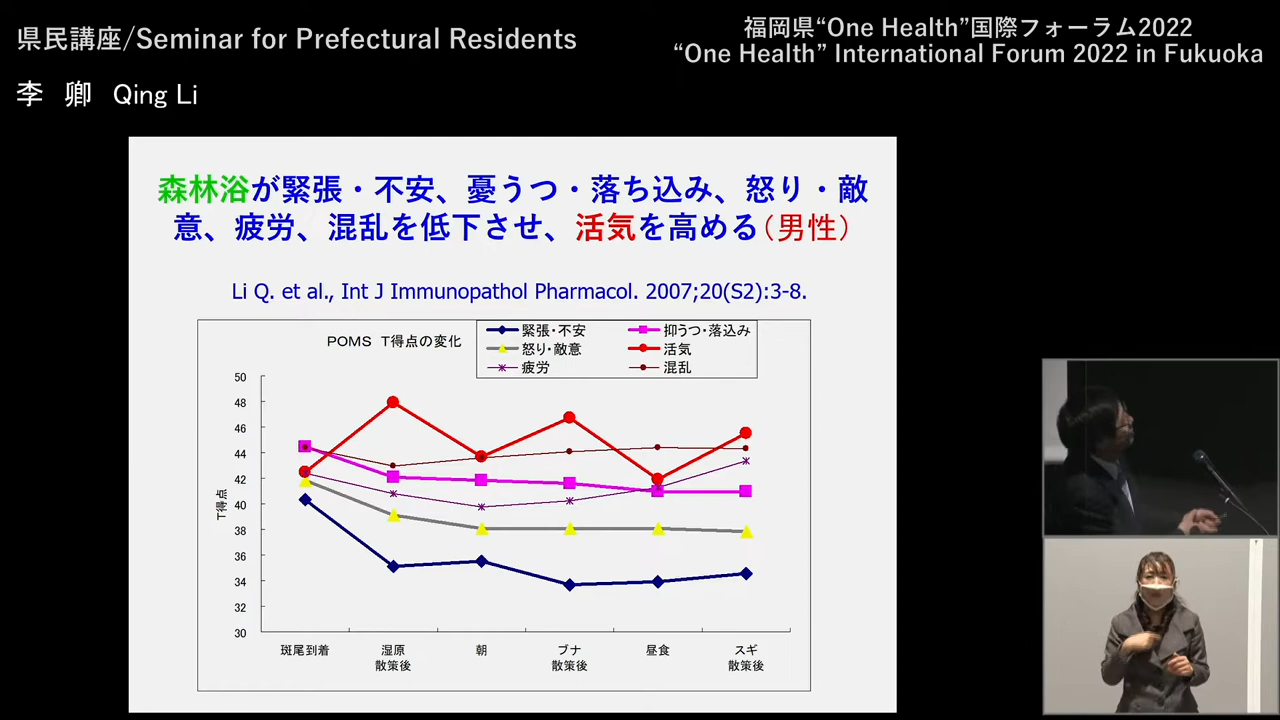 県民講座/Seminar for Prefectural Residents
福岡県“One Health”国際フォーラム2022
“One Health” International Forum 2022 in Fukuoka
李　卿　Qing Li
森林浴が緊張・不安、憂うつ・落ち込み、怒り・敵
意、疲労、混乱を低下させ、活気を高める（男性）
Li Q. et al., Int J Immunopathol Pharmacol. 2007;20(S2):3-8.
POMS　T得点の変化
緊張・不安
抑うつ・落込み
怒り・敵意
活気
疲労
混乱
50
48
46
44
42
40
38
36
34
32
30
T得点
斑尾到着
湿原
散策後
朝
ブナ
散策後
昼食
スギ
散策後